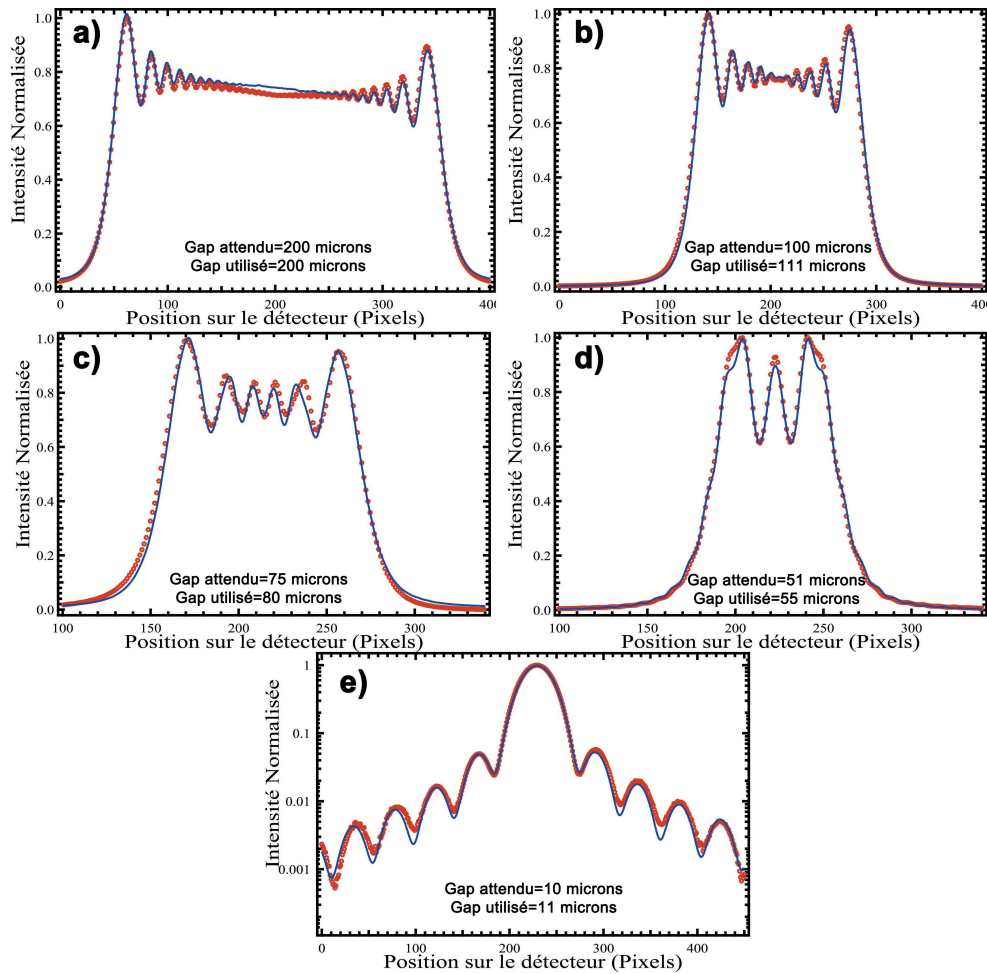 a)
Intensité Normalisée
1.0
0.8
0.6
0.4
0.2
0.0
Gap attendu=200 microns
Gap utilisé=200 microns
0 100 200 300 400
Position sur le détecteur (Pixels)
b)
Intensité Normalisée
1.0
0.8
0.6
0.4
0.2
0.0
Gap attendu=100 microns
Gap utilisé=111 microns
0 100 200 300 400
Position sur le détecteur (Pixels)
c)
Intensité Normalisée
1.0
0.8
0.6
0.4
0.2
0.0
Gap attendu=75 microns
Gap utilisé=80 microns
100 150 200 250 300
Position sur le détecteur (Pixels)
d)
Intensité Normalisée
1.0
0.8
0.6
0.4
0.2
0.0
Gap attendu=51 microns
Gap utilisé=55 microns
100 150 200 250 300
Position sur le détecteur (Pixels)
e)
Intensité Normalisée
1
0.1
0.01
0.001
Gap attendu=10 microns
Gap utilisé=11 microns
0 100 200 300 400
Position sur le détecteur (Pixels)